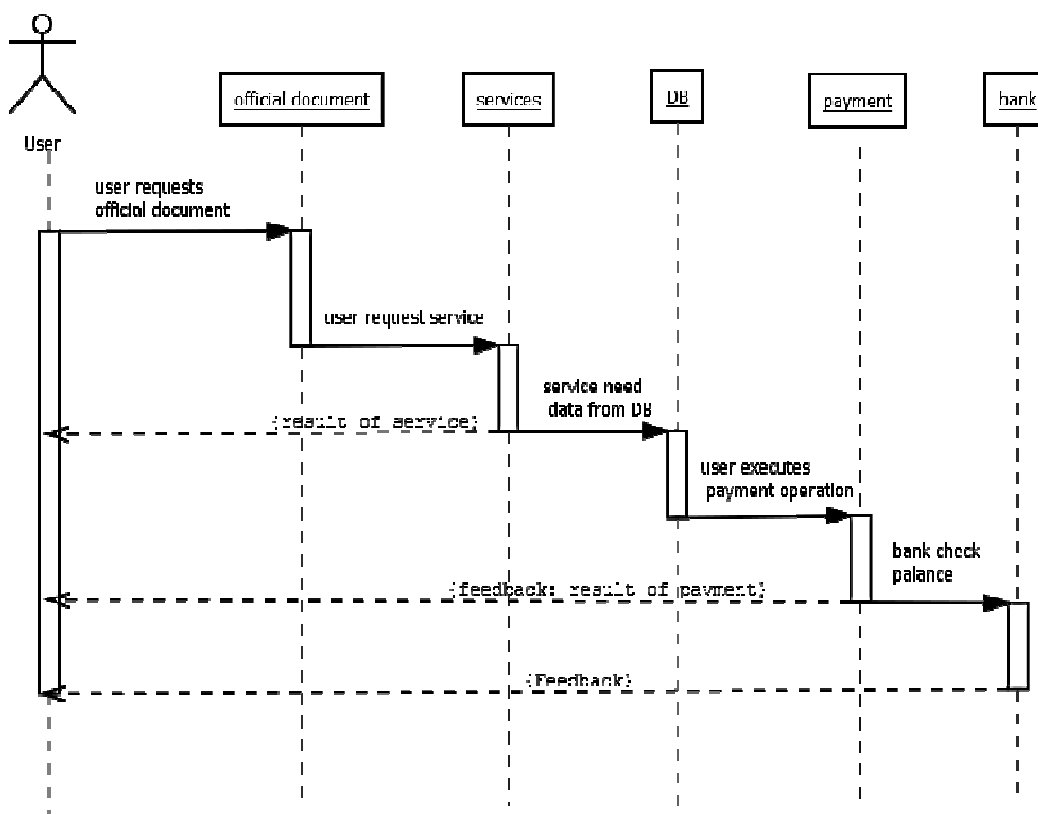 User
official document
services
DB
payment
bank
user requests
official document
user request service
service need
data from DB
{result of service}
user executes
payment operation
bank check
palance
{feedback: result of payment}
{Feedback}